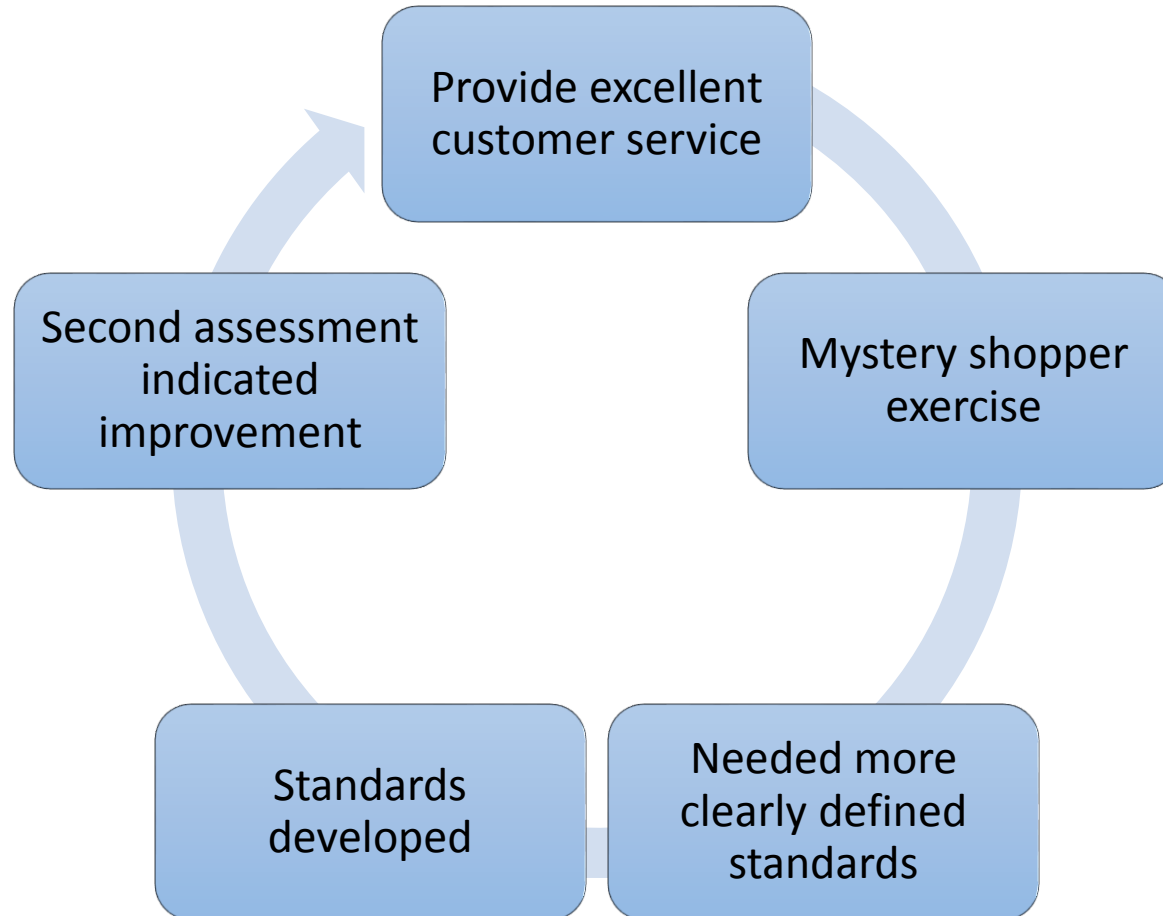 Provide excellent
customer service
Mystery shopper
exercise
Needed more
clearly defined
standards
Standards
developed
Second assessment
indicated
improvement